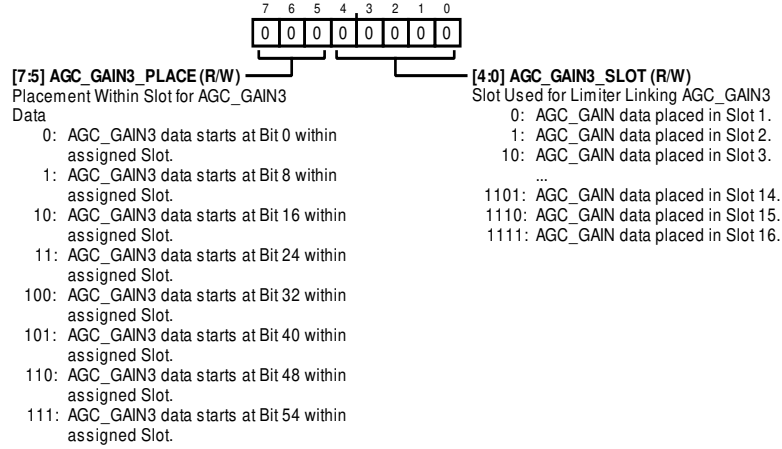 7 6 5 4 3 2 1 0
0 0 0 0 0 0 0 0
[7:5] AGC_GAIN3_PLACE (R/W)
Placement Within Slot for AGC_GAIN3
Data
0: AGC_GAIN3 data starts at Bit 0 within
assigned Slot.
1: AGC_GAIN3 data starts at Bit 8 within
assigned Slot.
10: AGC_GAIN3 data starts at Bit 16 within
assigned Slot.
11: AGC_GAIN3 data starts at Bit 24 within
assigned Slot.
100: AGC_GAIN3 data starts at Bit 32 within
assigned Slot.
101: AGC_GAIN3 data starts at Bit 40 within
assigned Slot.
110: AGC_GAIN3 data starts at Bit 48 within
assigned Slot.
111: AGC_GAIN3 data starts at Bit 54 within
assigned Slot.
[4:0] AGC_GAIN3_SLOT (R/W)
Slot Used for Limiter Linking AGC_GAIN3
0: AGC_GAIN data placed in Slot 1.
1: AGC_GAIN data placed in Slot 2.
10: AGC_GAIN data placed in Slot 3.
...
1101: AGC_GAIN data placed in Slot 14.
1110: AGC_GAIN data placed in Slot 15.
1111: AGC_GAIN data placed in Slot 16.